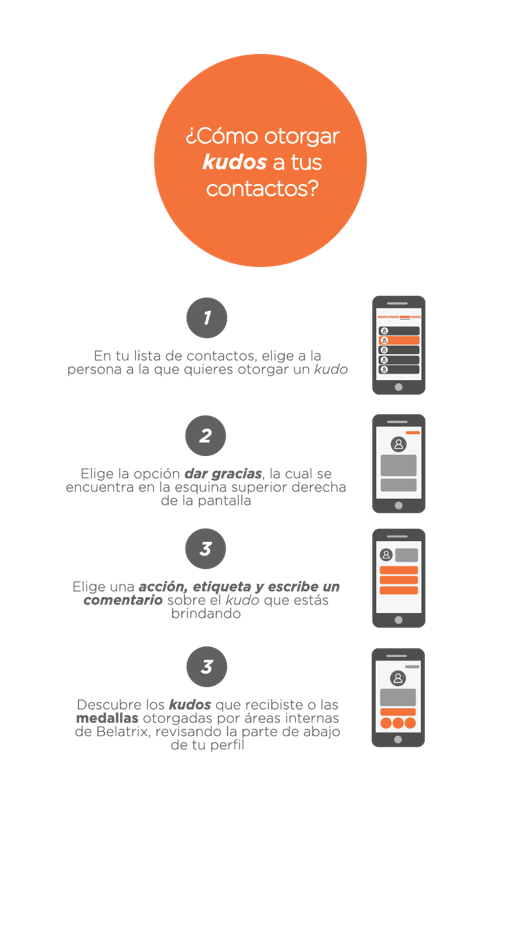 ¿Cómo otorgar
kudos a tus
contactos?
1
En tu lista de contactos, elige a la
persona a la que quieres otorgar un kudo
2
Elige la opción dar gracias, la cual se
encuentra en la esquina superior derecha
de la pantalla
3
Elige una acción, etiqueta y escribe un
comentario sobre el kudo que estás
brindando
3
Descubre los kudos que recibiste o las
medallas otorgadas por áreas internas
de Belatrix, revisando la parte de abajo
de tu perfil